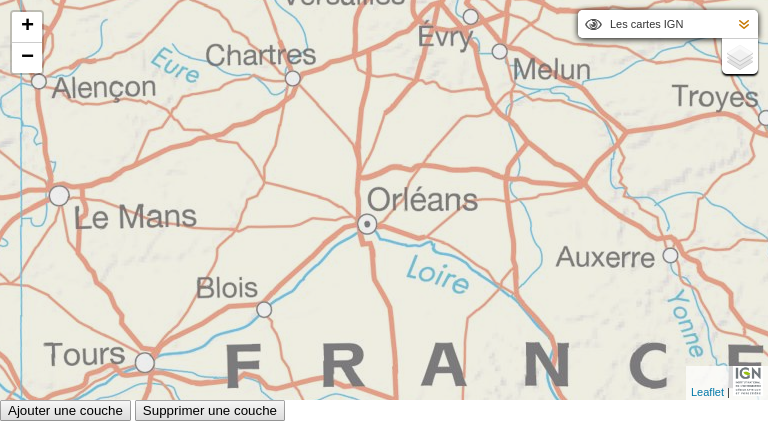 Versailles
+
Les cartes IGN
Évry
Chartres
Eure
Melun
−
Alençon
Troyes
Orléans
Le Mans
Auxerre
Loire
Blois
Yonne
Tours
FRANCE
IGN
Leaflet |
Ajouter une couche
Supprimer une couche